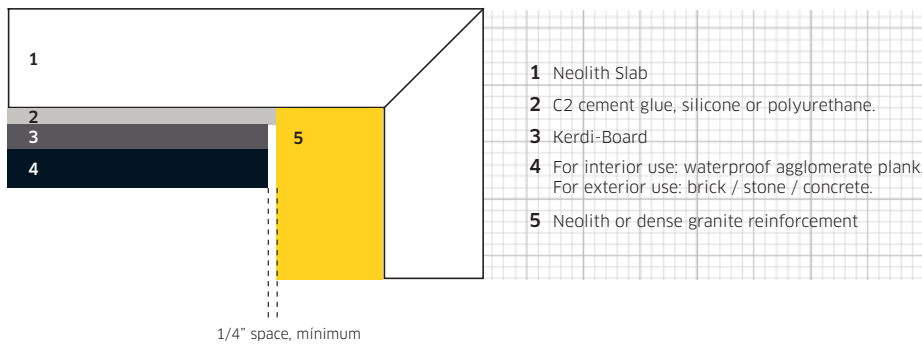 1
2
3
4
5
1/4” space, mínimum
1 Neolith Slab
2 C2 cement glue, silicone or polyurethane.
3 Kerdi-Board
4 For interior use: waterproof agglomerate plank.
For exterior use: brick / stone / concrete.
5 Neolith or dense granite reinforcement